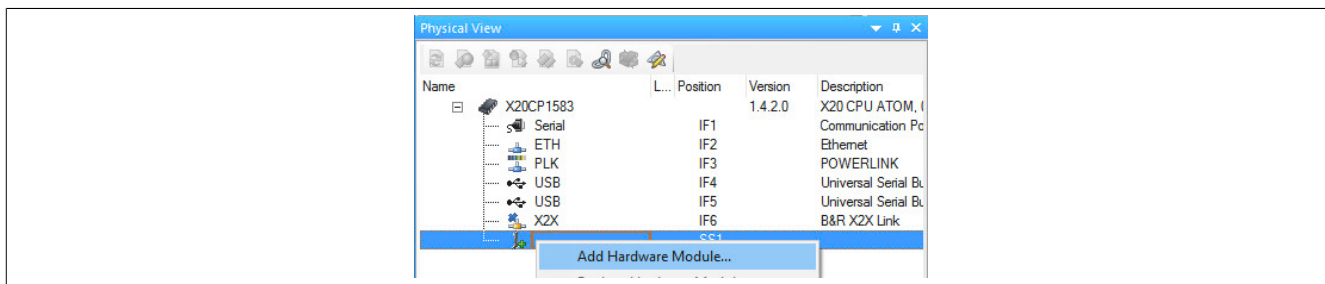 Physical View
Name L... Position Version Description
X20CP1583 1.4.2.0 X20 CPU ATOM, (
Serial IF1 Communication Po
ETH IF2 Ethernet
PLK IF3 POWERLINK
USB IF4 Universal Serial Bu
USB IF5 Universal Serial Bu
X2X IF6 B&R X2X Link
SS1
Add Hardware Module...